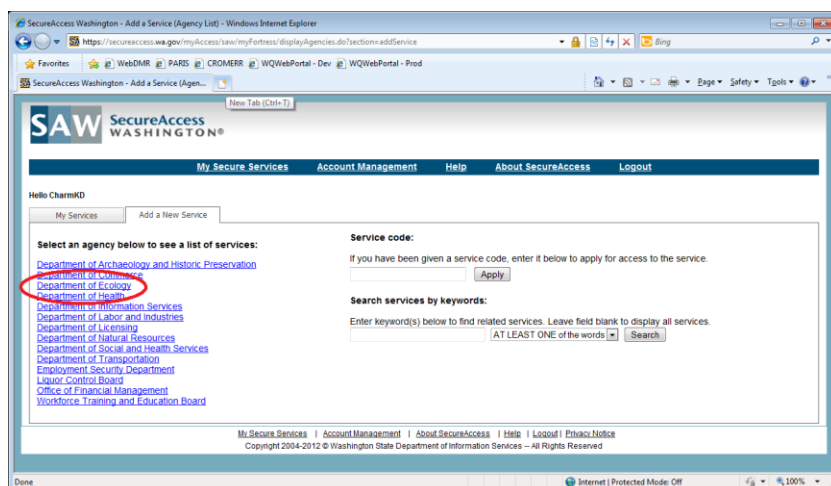 SecureAccess Washington - Add a Service (Agency List) - Windows Internet Explorer
https://secureaccess.wa.gov/myAccess/saw/myFortress/displayAgencies.do?section=addService
Bing
Favorites WebDMR PARIS CROMERR WQWebPortal - Dev WQWebPortal - Prod
SecureAccess Washington - Add a Service (Agen... Page Safety Tools
New Tab (Ctrl+T)
SAW SecureAccess
WASHINGTON®
My Secure Services Account Management Help About SecureAccess Logout
Hello CharmKD
My Services Add a New Service
Select an agency below to see a list of services:
Department of Archaeology and Historic Preservation
Department of Commerce
Department of Ecology
Department of Health
Department of Information Services
Department of Labor and Industries
Department of Licensing
Department of Natural Resources
Department of Social and Health Services
Department of Transportation
Employment Security Department
Liquor Control Board
Office of Financial Management
Workforce Training and Education Board
Service code:
If you have been given a service code, enter it below to apply for access to the service.
Apply
Search services by keywords:
Enter keyword(s) below to find related services. Leave field blank to display all services.
AT LEAST ONE of the words Search
My Secure Services | Account Management | About SecureAccess | Help | Logout | Privacy Notice
Copyright 2004-2012 © Washington State Department of Information Services -- All Rights Reserved
Done Internet | Protected Mode: Off 100%